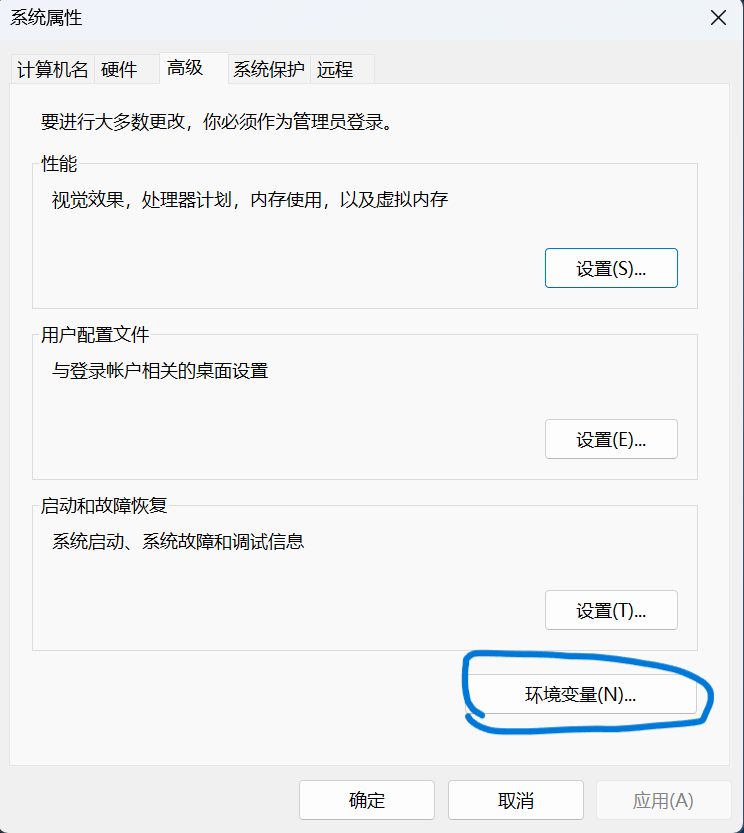 系统属性
计算机名 硬件 高级 系统保护 远程
要进行大多数更改，你必须作为管理员登录。
性能
视觉效果，处理器计划，内存使用，以及虚拟内存
设置(S)...
用户配置文件
与登录帐户相关的桌面设置
设置(E)...
启动和故障恢复
系统启动、系统故障和调试信息
设置(T)...
环境变量(N)...
确定 取消 应用(A)